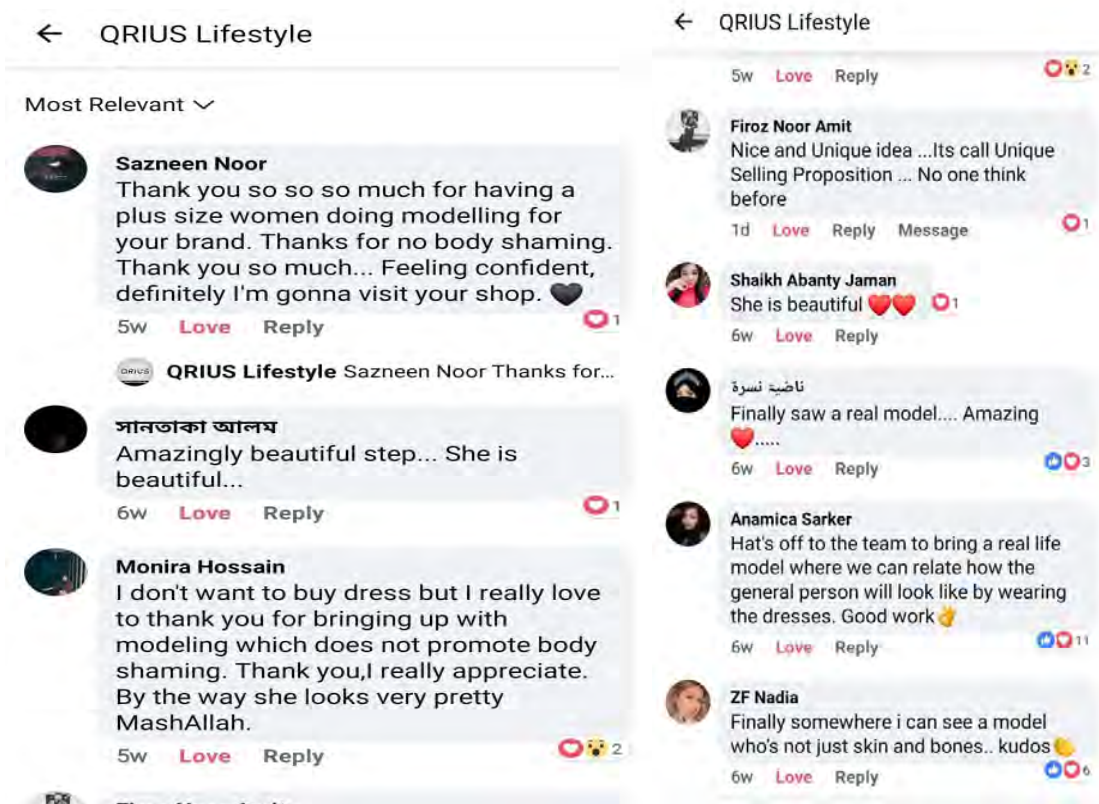 ← QRIUS Lifestyle
Most Relevant
Sazneen Noor
Thank you so so so much for having a
plus size women doing modelling for
your brand. Thanks for no body shaming.
Thank you so much... Feeling confident,
definitely I'm gonna visit your shop. 🖤
5w Love Reply 1
QRIUS
QRIUS Lifestyle Sazneen Noor Thanks for...
সানতাকা আলম
Amazingly beautiful step... She is
beautiful...
6w Love Reply 1
Monira Hossain
I don't want to buy dress but I really love
to thank you for bringing up with
modeling which does not promote body
shaming. Thank you,I really appreciate.
By the way she looks very pretty
MashAllah.
5w Love Reply 2
← QRIUS Lifestyle
5w Love Reply 2
Firoz Noor Amit
Nice and Unique idea ...Its call Unique
Selling Proposition ... No one think
before
1d Love Reply Message 1
Shaikh Abanty Jaman
She is beautiful ❤️❤️ 1
6w Love Reply
ناضية نسرة
Finally saw a real model.... Amazing
❤️.....
6w Love Reply 3
Anamica Sarker
Hat's off to the team to bring a real life
model where we can relate how the
general person will look like by wearing
the dresses. Good work👌
6w Love Reply 11
ZF Nadia
Finally somewhere i can see a model
who's not just skin and bones.. kudos👏
6w Love Reply 6